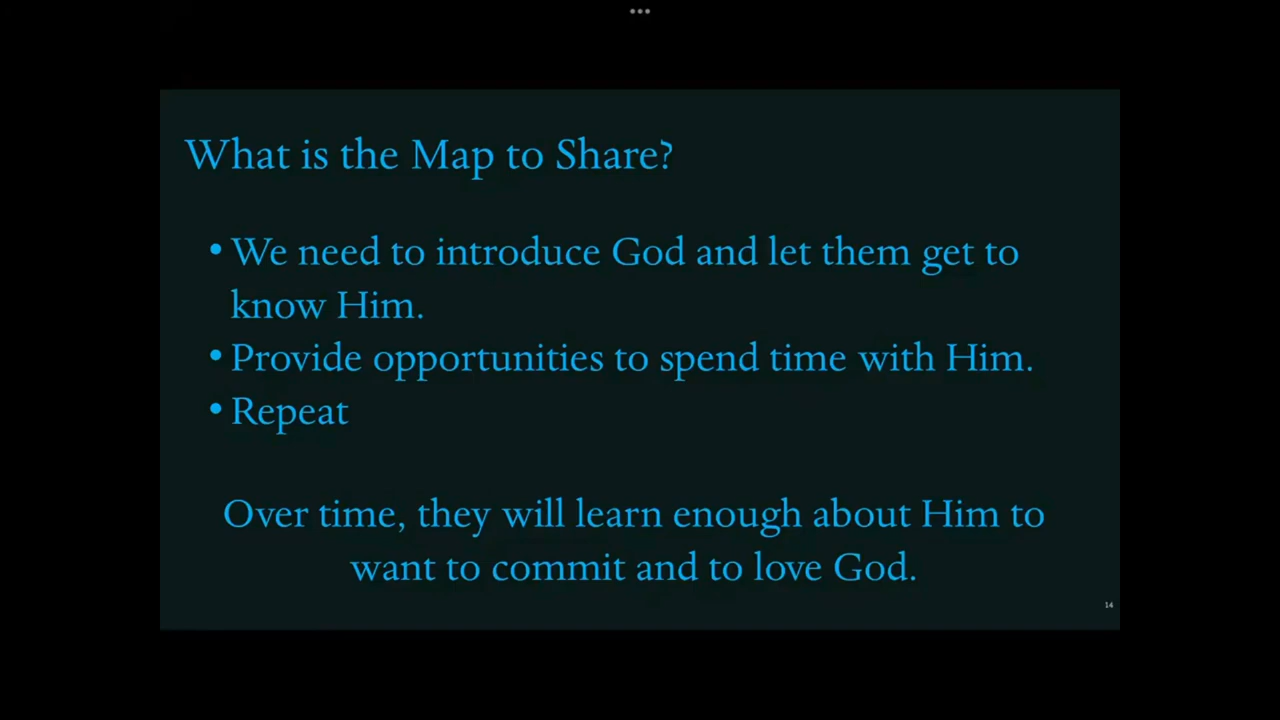 What is the Map to Share?
• We need to introduce God and let them get to
know Him.
• Provide opportunities to spend time with Him.
• Repeat
Over time, they will learn enough about Him to
want to commit and to love God.
14